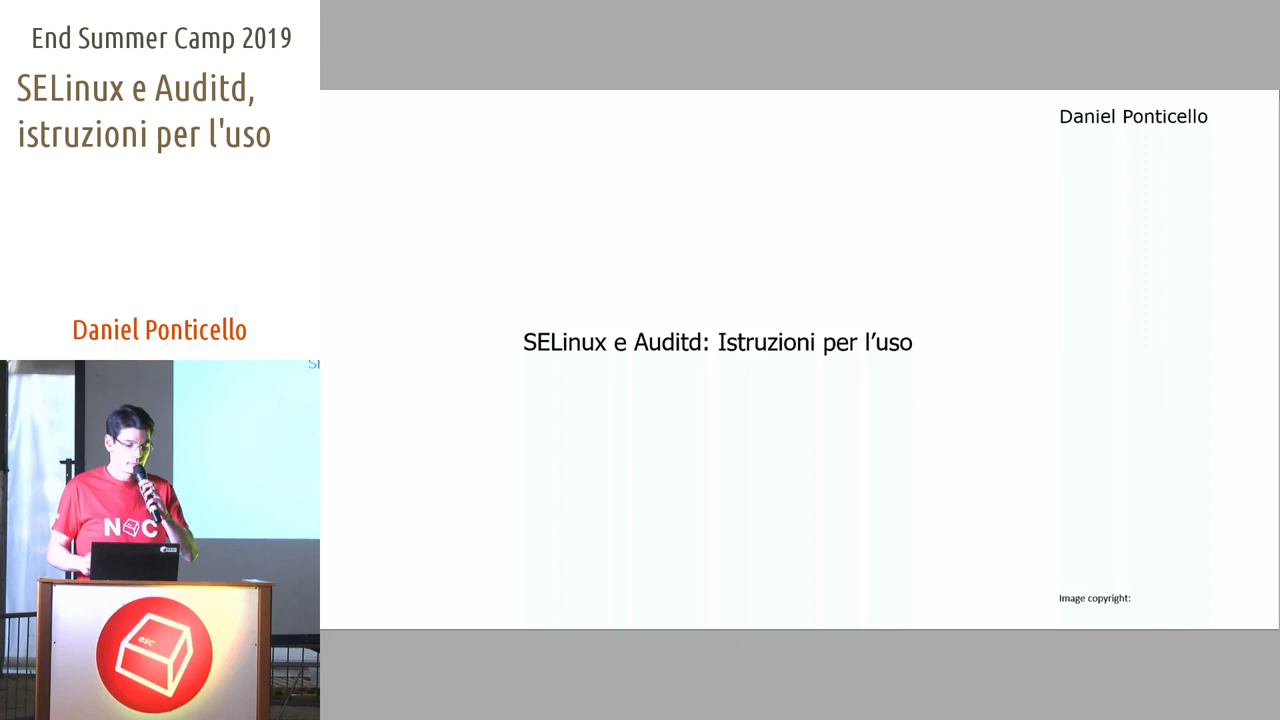 End Summer Camp 2019
SELinux e Auditd,
istruzioni per l'uso
Daniel Ponticello
Daniel Ponticello
SELinux e Auditd: Istruzioni per l’uso
Image copyright:
N C
esc